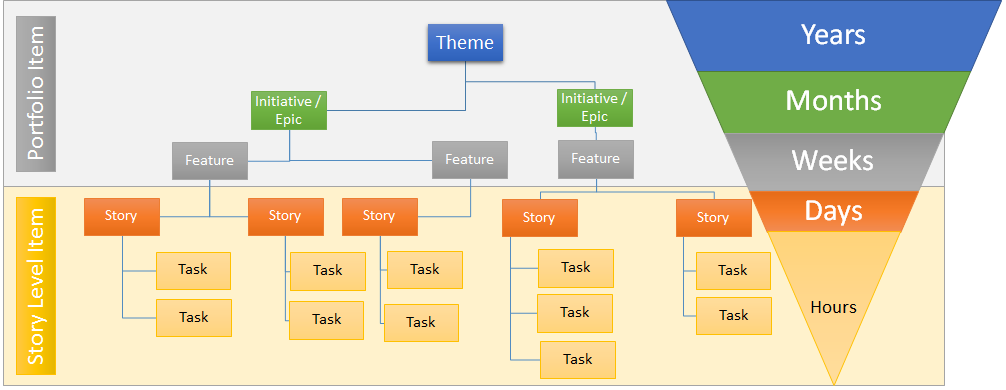 Portfolio Item
Theme
Years
Initiative /
Epic
Initiative /
Epic
Months
Feature
Feature
Feature
Weeks
Story Level Item
Story
Story
Story
Story
Story
Days
Task
Task
Task
Task
Task
Hours
Task
Task
Task
Task
Task
Task